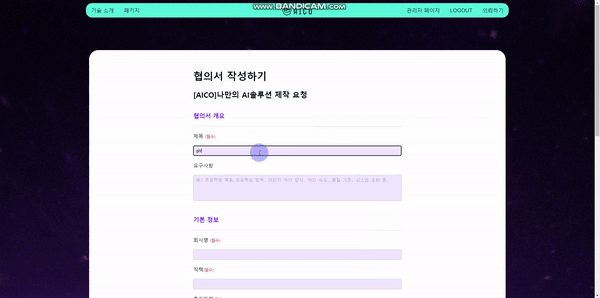 기술 소개
패키지
WWW.BANDICAM.COM
AICO
관리자 페이지
LOGOUT
의뢰하기
협의서 작성하기
[AICO]나만의 AI솔루션 제작 요청
협의서 개요
제목 (필수)
요구사항
기본 정보
회사명 (필수)
직책(필수)